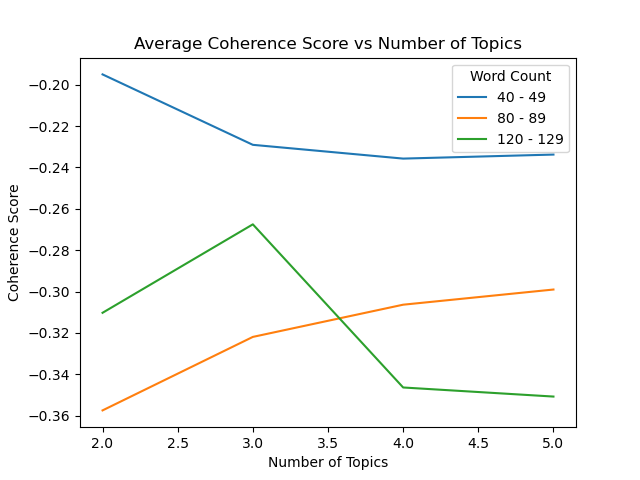 Average Coherence Score vs Number of Topics
Word Count
40 - 49
80 - 89
120 - 129
Coherence Score
−0.20
−0.22
−0.24
−0.26
−0.28
−0.30
−0.32
−0.34
−0.36
2.0 2.5 3.0 3.5 4.0 4.5 5.0
Number of Topics